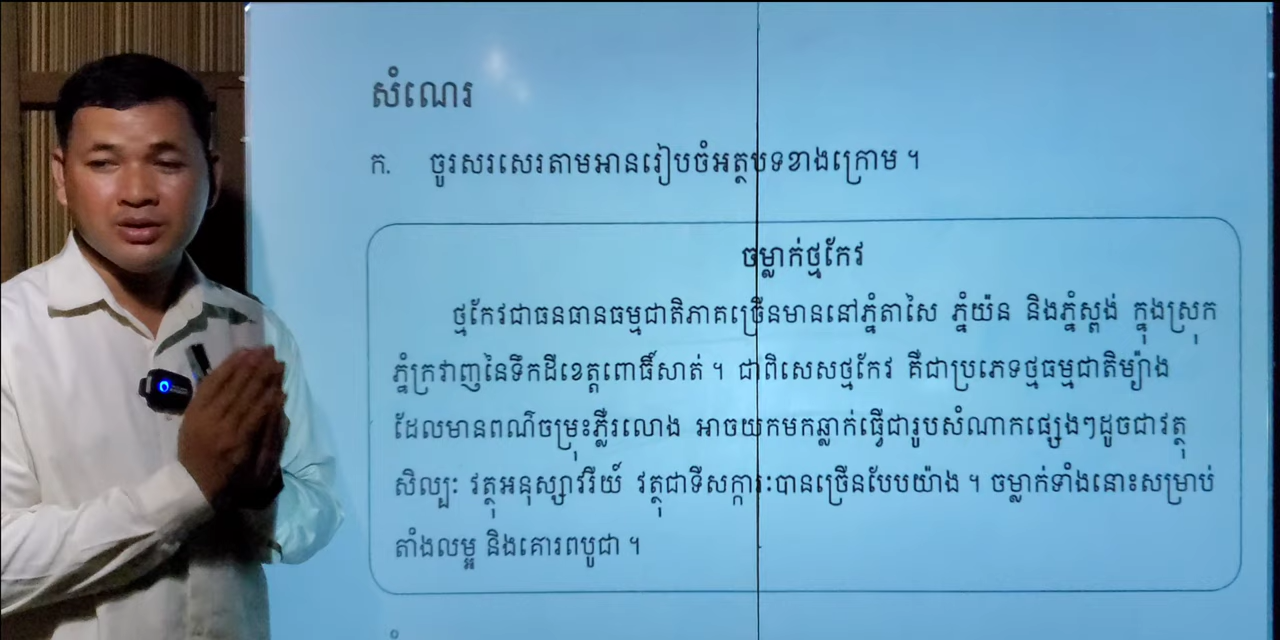 សំណេរ
ក. ចូរសរសេរតាមអានរៀបចំអត្ថបទខាងក្រោម ។
ចម្លាក់ថ្មកែវ
ថ្មកែវជាធនធានធម្មជាតិភាគច្រើនមាននៅភ្នំតាសៃ ភ្នំយ៉ន និងភ្នំស្ពង់ ក្នុងស្រុក
ភ្នំក្រវាញនៃទឹកដីខេត្តពោធិ៍សាត់ ។ ជាពិសេសថ្មកែវ គឺជាប្រភេទថ្មធម្មជាតិម្យ៉ាង
ដែលមានពណ៌ចម្រុះភ្លឺរលោង អាចយកមកឆ្លាក់ធ្វើជារូបសំណាកផ្សេងៗដូចជាវត្ថុ
សិល្បៈ វត្ថុអនុស្សាវរីយ៍ វត្ថុជាទីសក្ការៈបានច្រើនបែបយ៉ាង ។ ចម្លាក់ទាំងនោះសម្រាប់
តាំងលម្អ និងគោរពបូជា ។